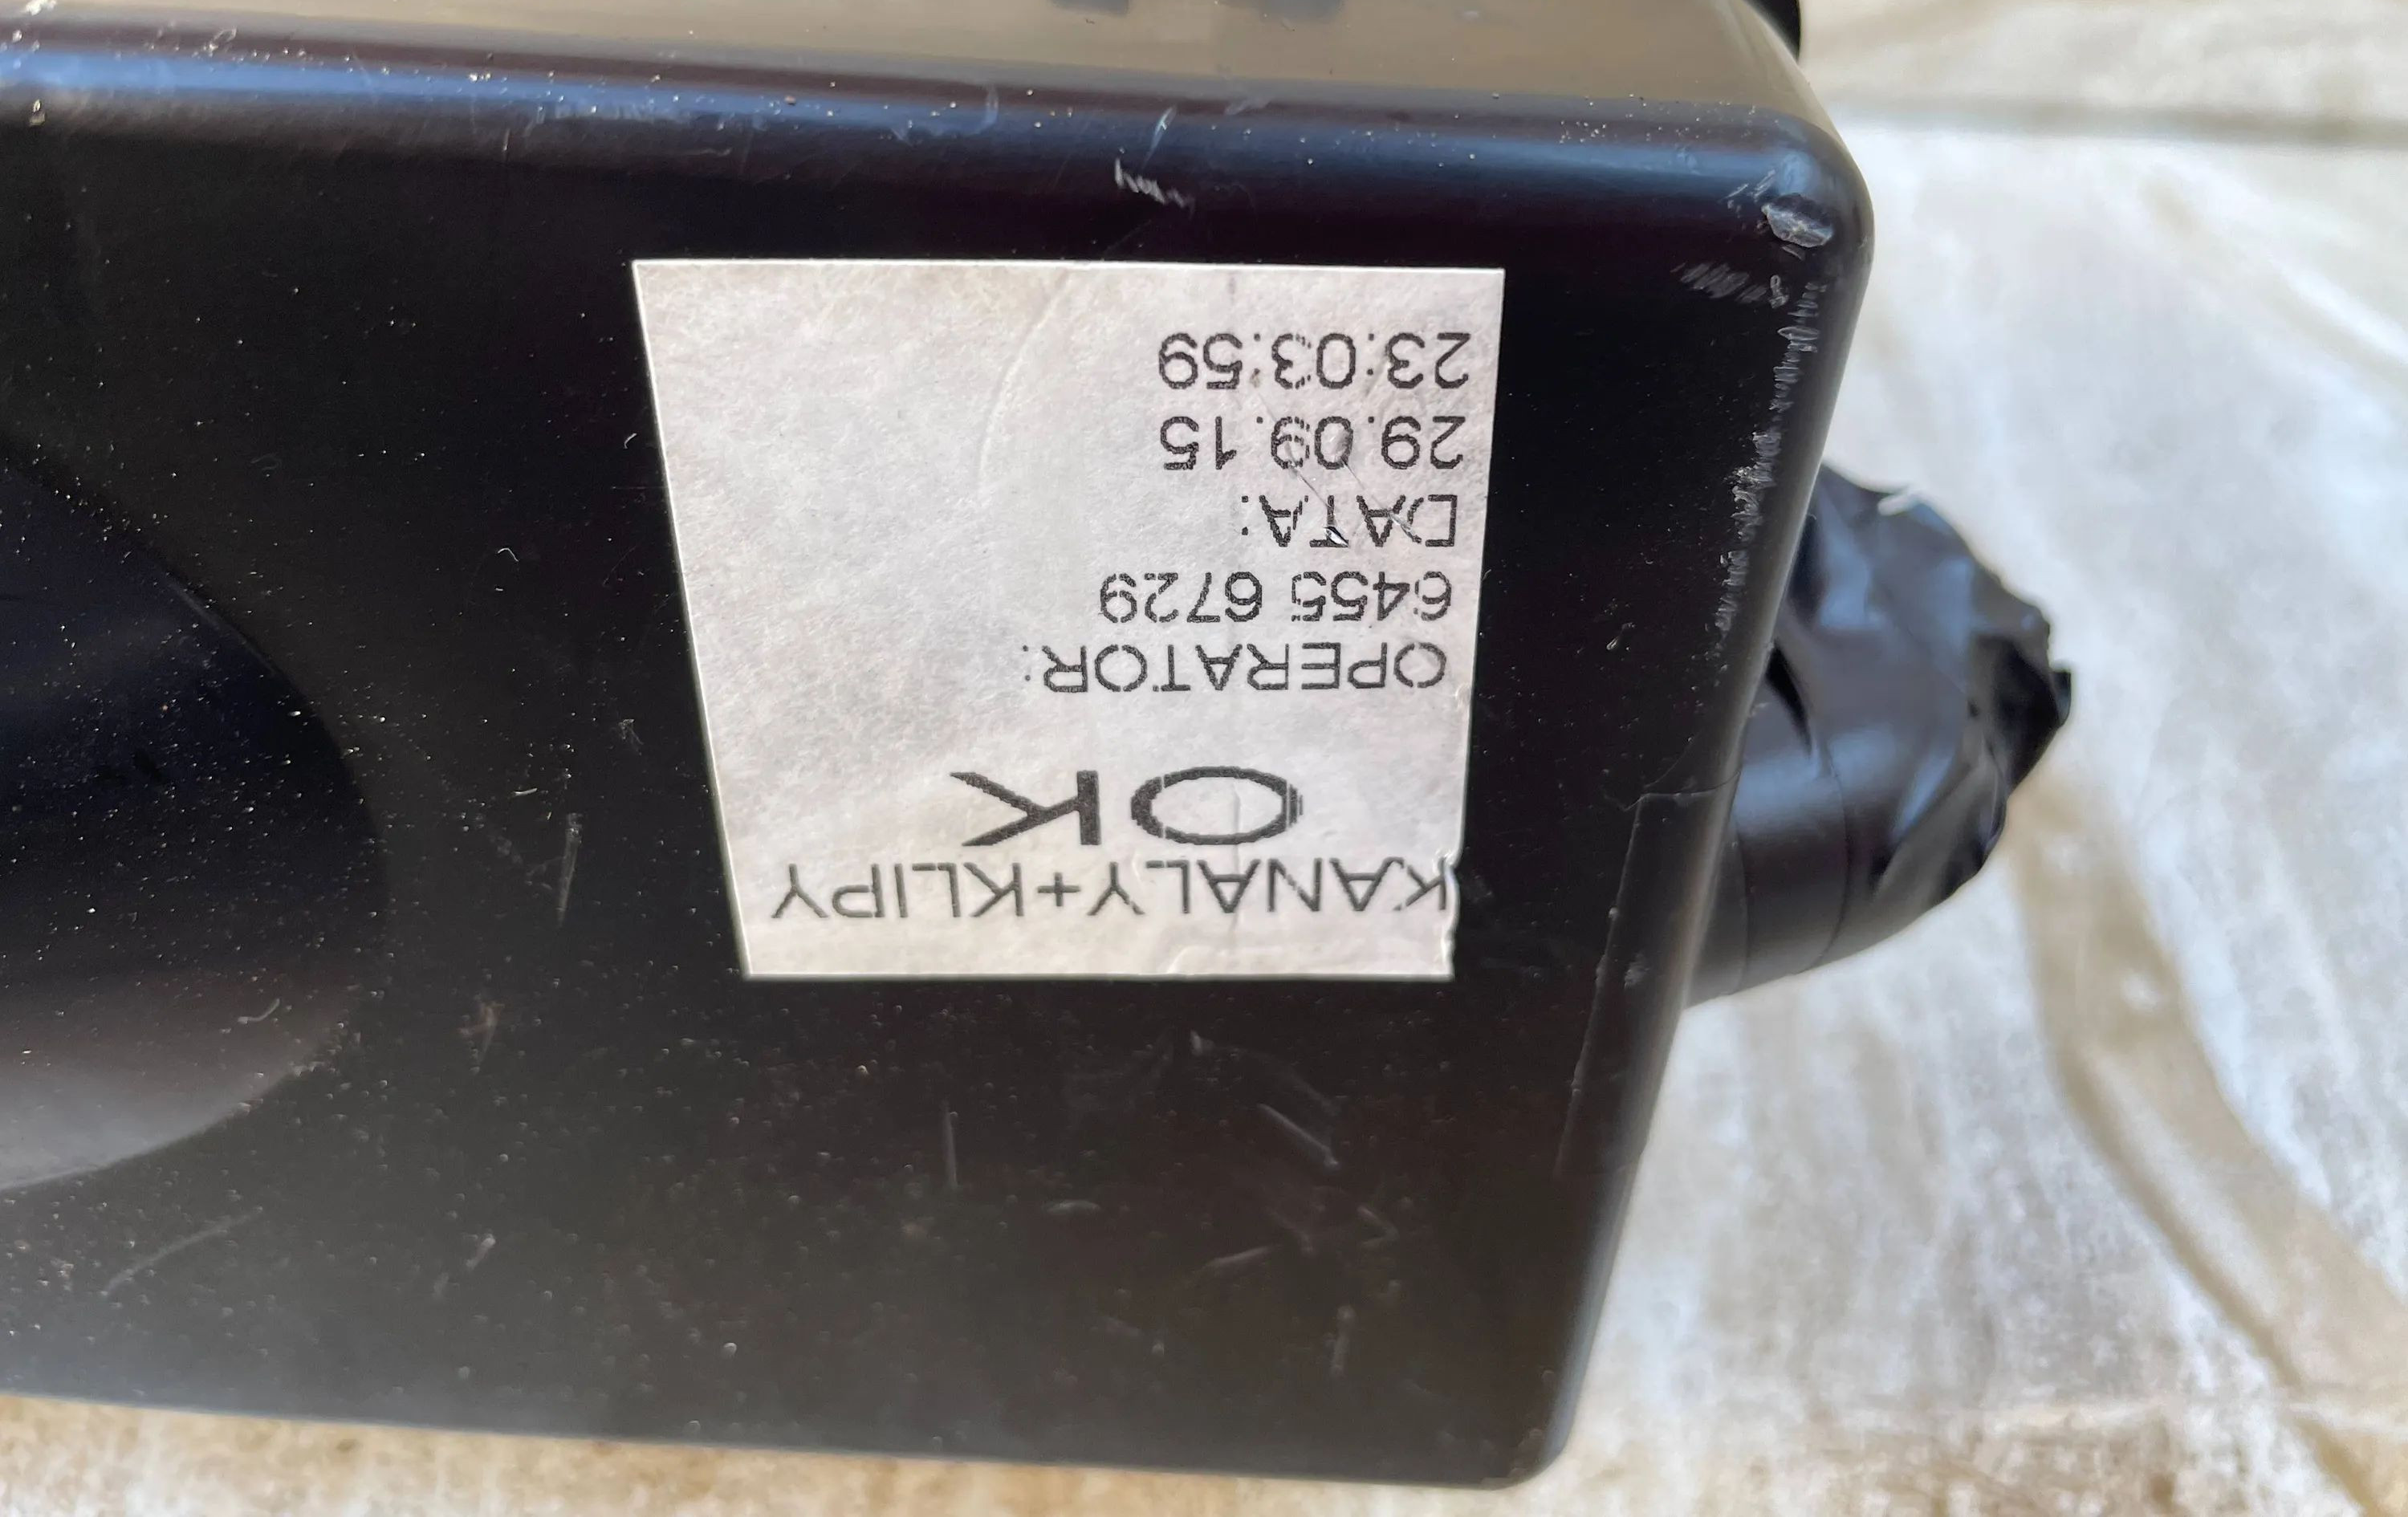 KANALY+KLIPY
OK
OPERATOR:
6455 6729
DATA:
29.09.15
23:03:59